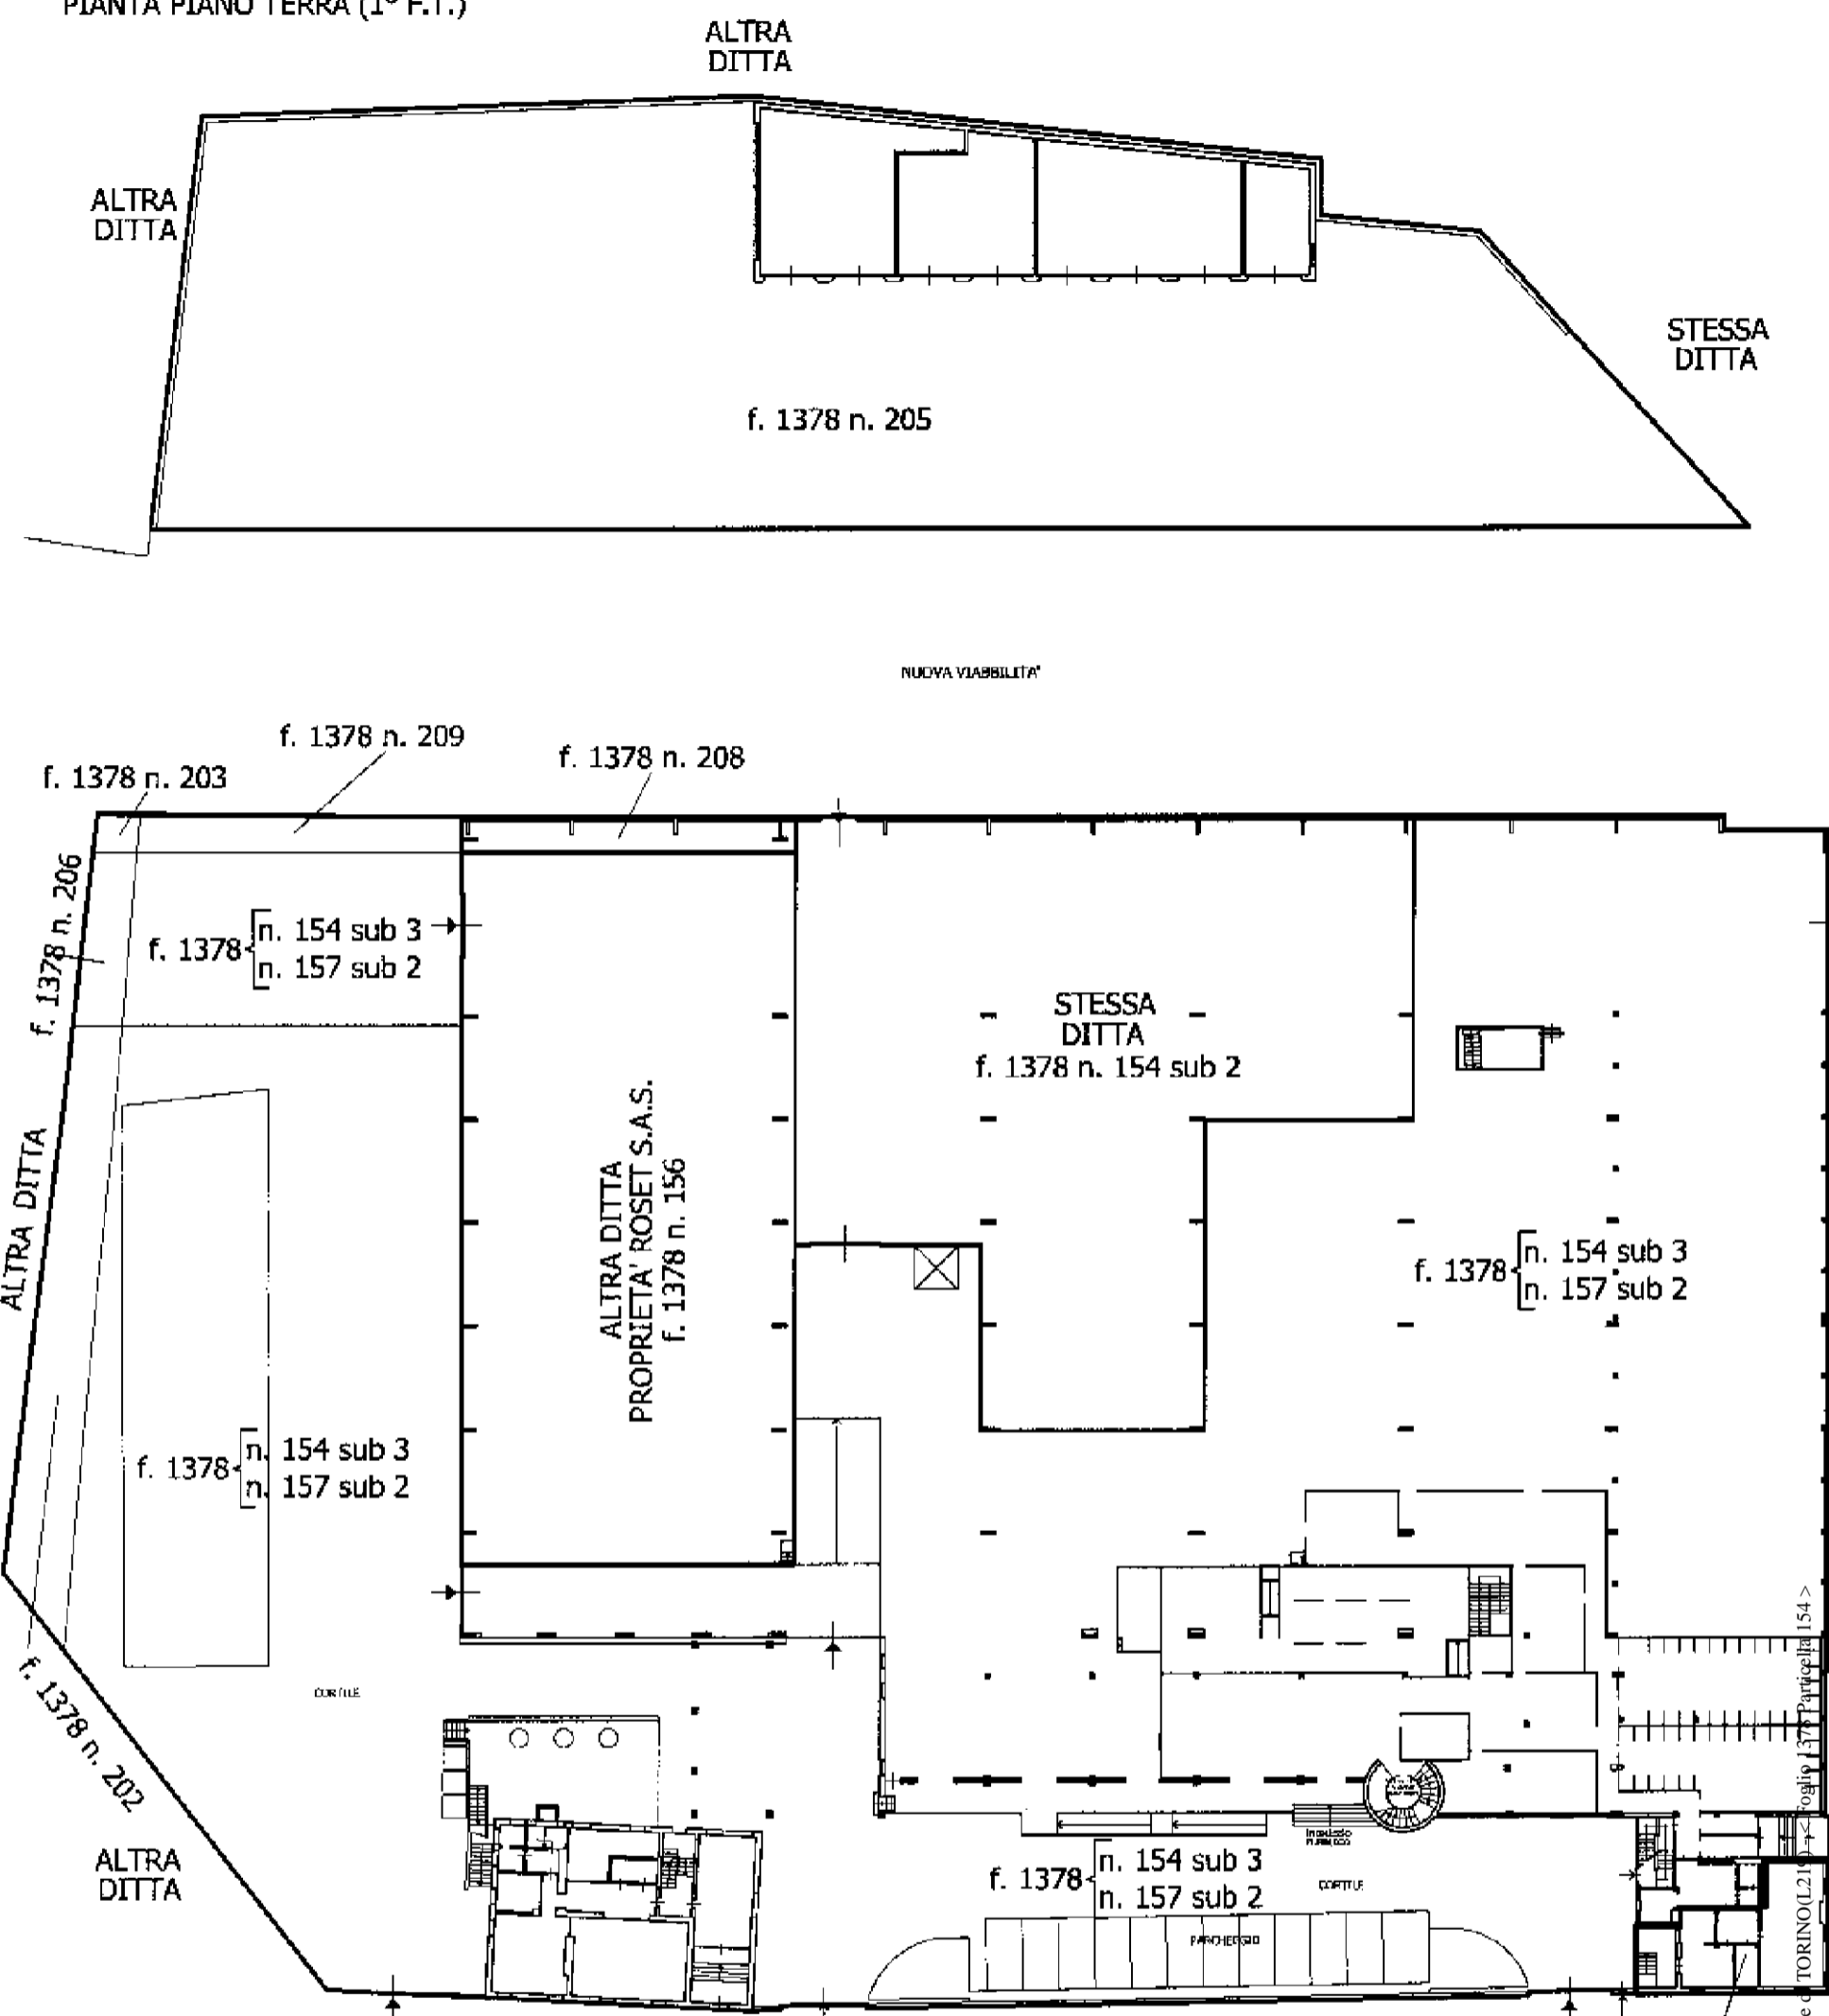 PIANTA PIANO TERRA (1° F.T.)
ALTRA
DITTA
ALTRA
DITTA
STESSA
DITTA
f. 1378 n. 205
NUOVA VIABBILITA'
f. 1378 n. 209
f. 1378 n. 208
f. 1378 n. 203
f. 1378 n. 206
f. 1378
n. 154 sub 3
n. 157 sub 2
STESSA
DITTA
f. 1378 n. 154 sub 2
ALTRA DITTA
PROPRIETA' ROSET S.A.S.
f. 1378 n. 156
ALTRA DITTA
f. 1378
n. 154 sub 3
n. 157 sub 2
f. 1378
n. 154 sub 3
n. 157 sub 2
CORTILE
f. 1378 n. 202
ALTRA
DITTA
INGRESSO
f. 1378
n. 154 sub 3
n. 157 sub 2
CORTILE
PARCHEGGIO
TORINO(L219) - < Foglio 1378 Particella 154 >